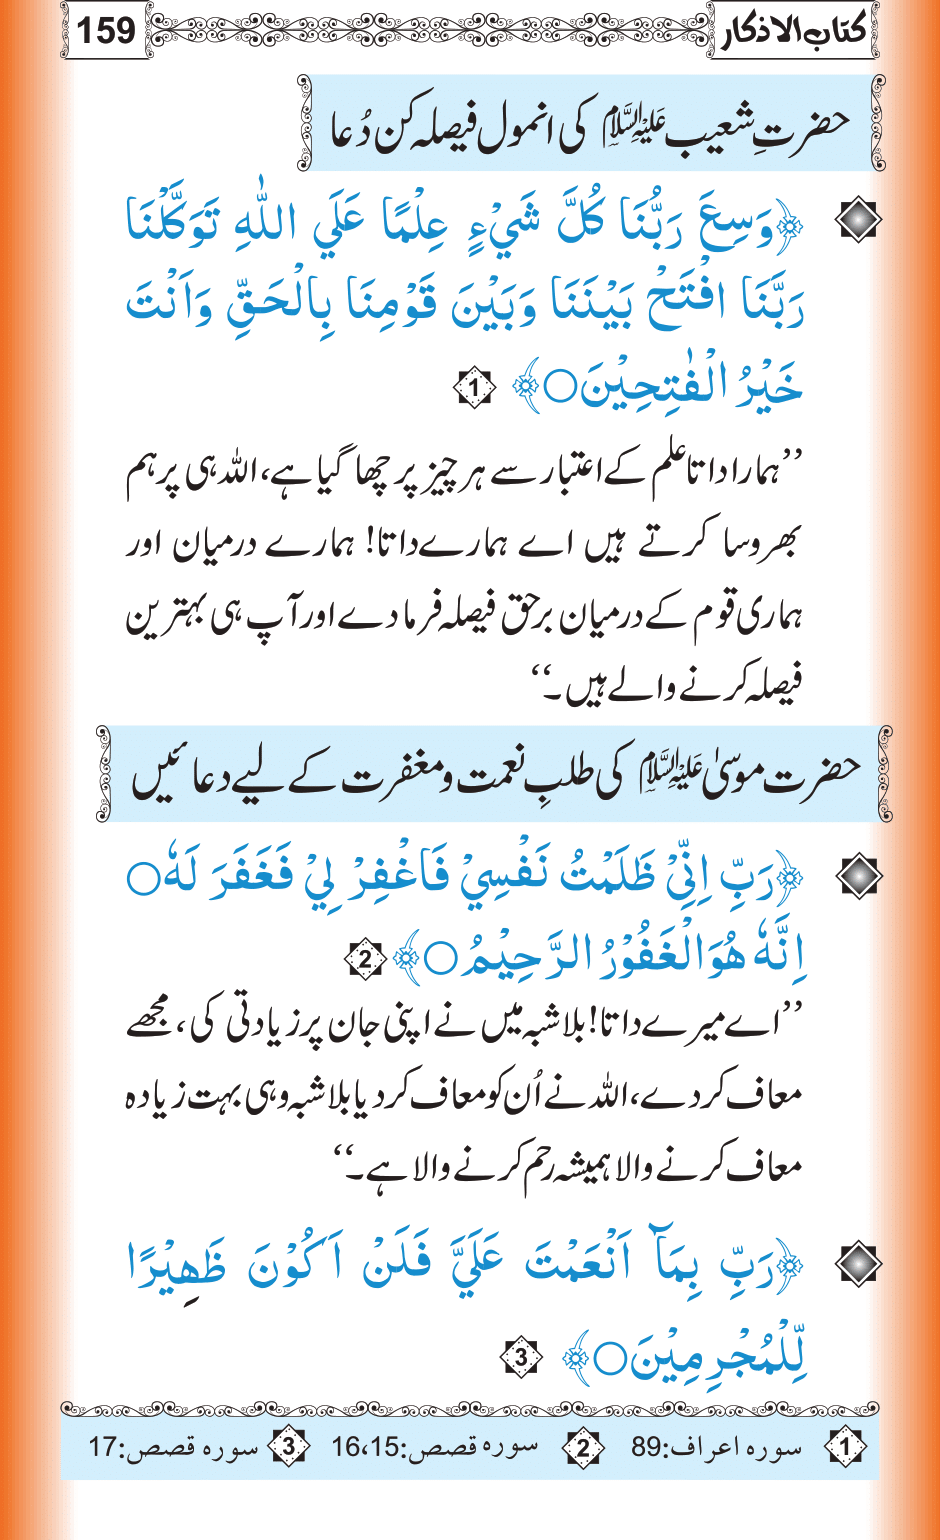 کتاب الاذکار 159
حضرتِ شعیب علیہ السلام کی انمول فیصلہ کن دُعا
﴿وَسِعَ رَبُّنَا كُلَّ شَيْءٍ عِلْمًا عَلَي اللّٰهِ تَوَكَّلْنَا
رَبَّنَا افْتَحْ بَيْنَنَا وَبَيْنَ قَوْمِنَا بِالْحَقِّ وَاَنْتَ
خَيْرُ الْفٰتِحِيْنَ○﴾ 1
’’ہمارا داتا علم کے اعتبار سے ہر چیز پر چھا گیا ہے، اللہ ہی پر ہم
بھروسا کرتے ہیں اے ہمارے داتا! ہمارے درمیان اور
ہماری قوم کے درمیان برحق فیصلہ فرما دے اور آپ ہی بہترین
فیصلہ کرنے والے ہیں۔‘‘
حضرت موسیٰ علیہ السلام کی طلبِ نعمت و مغفرت کے لیے دعائیں
﴿رَبِّ اِنِّيْ ظَلَمْتُ نَفْسِيْ فَاغْفِرْ لِيْ فَغَفَرَ لَهٗ○
اِنَّهٗ هُوَ الْغَفُوْرُ الرَّحِيْمُ○﴾ 2
’’اے میرے داتا! بلا شبہ میں نے اپنی جان پر زیادتی کی، مجھے
معاف کردے، اللہ نے اُن کو معاف کر دیا بلاشبہ وہی بہت زیادہ
معاف کرنے والا ہمیشہ رحم کرنے والا ہے۔‘‘
﴿رَبِّ بِمَآ اَنْعَمْتَ عَلَيَّ فَلَنْ اَكُوْنَ ظَهِيْرًا
لِّلْمُجْرِمِيْنَ○﴾ 3
1 سورہ اعراف:89 2 سورہ قصص:15،16 3 سورہ قصص:17